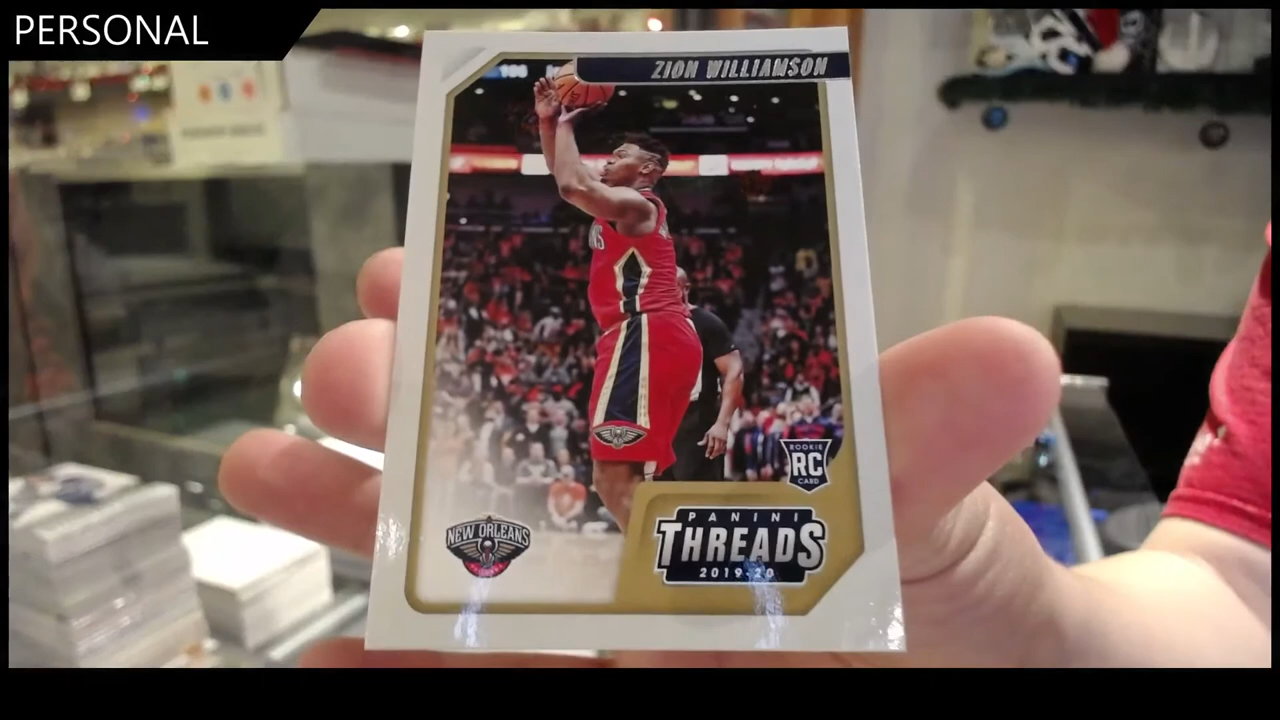 PERSONAL
ZION WILLIAMSON
ROOKIE
RC
CARD
NEW ORLEANS
PANINI
THREADS
2019-20